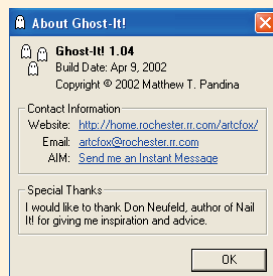 About Ghost-It!
Ghost-It! 1.04
Build Date: Apr 9, 2002
Copyright © 2002 Matthew T. Pandina
Contact Information
Website: http://home.rochester.rr.com/artcfox/
Email: artcfox@rochester.rr.com
AIM: Send me an Instant Message
Special Thanks
I would like to thank Don Neufeld, author of Nail
It! for giving me inspiration and advice.
OK